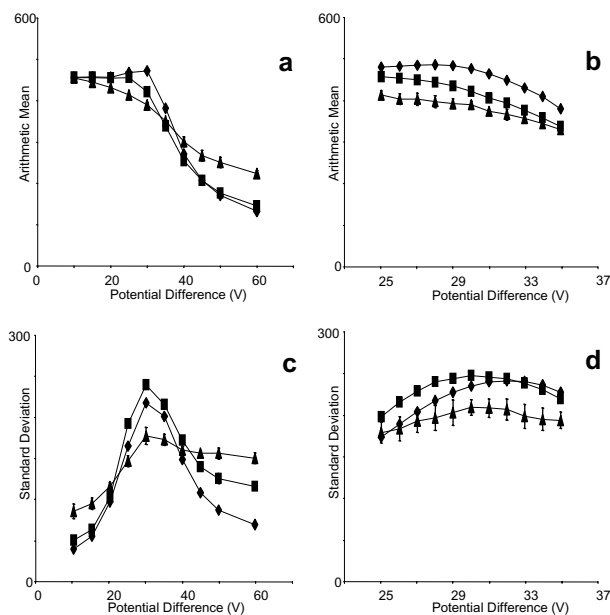 600
a
Arithmetic Mean
0
0 20 40 60
Potential Difference (V)
600
b
Arithmetic Mean
0
25 29 33 37
Potential Difference (V)
300
c
Standard Deviation
0
0 20 40 60
Potential Difference (V)
300
d
Standard Deviation
0
25 29 33 37
Potential Difference (V)